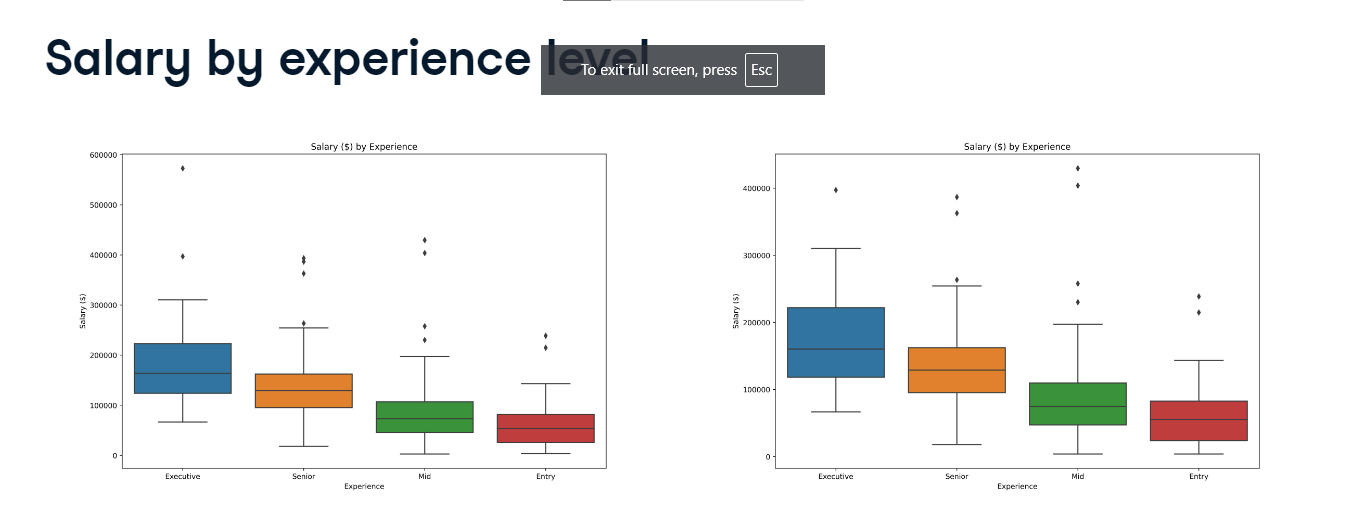 Salary by experience level
To exit full screen, press Esc
Salary ($) by Experience
600000
500000
400000
300000
200000
100000
0
Salary ($)
Executive Senior Mid Entry
Experience
Salary ($) by Experience
400000
300000
200000
100000
0
Salary ($)
Executive Senior Mid Entry
Experience